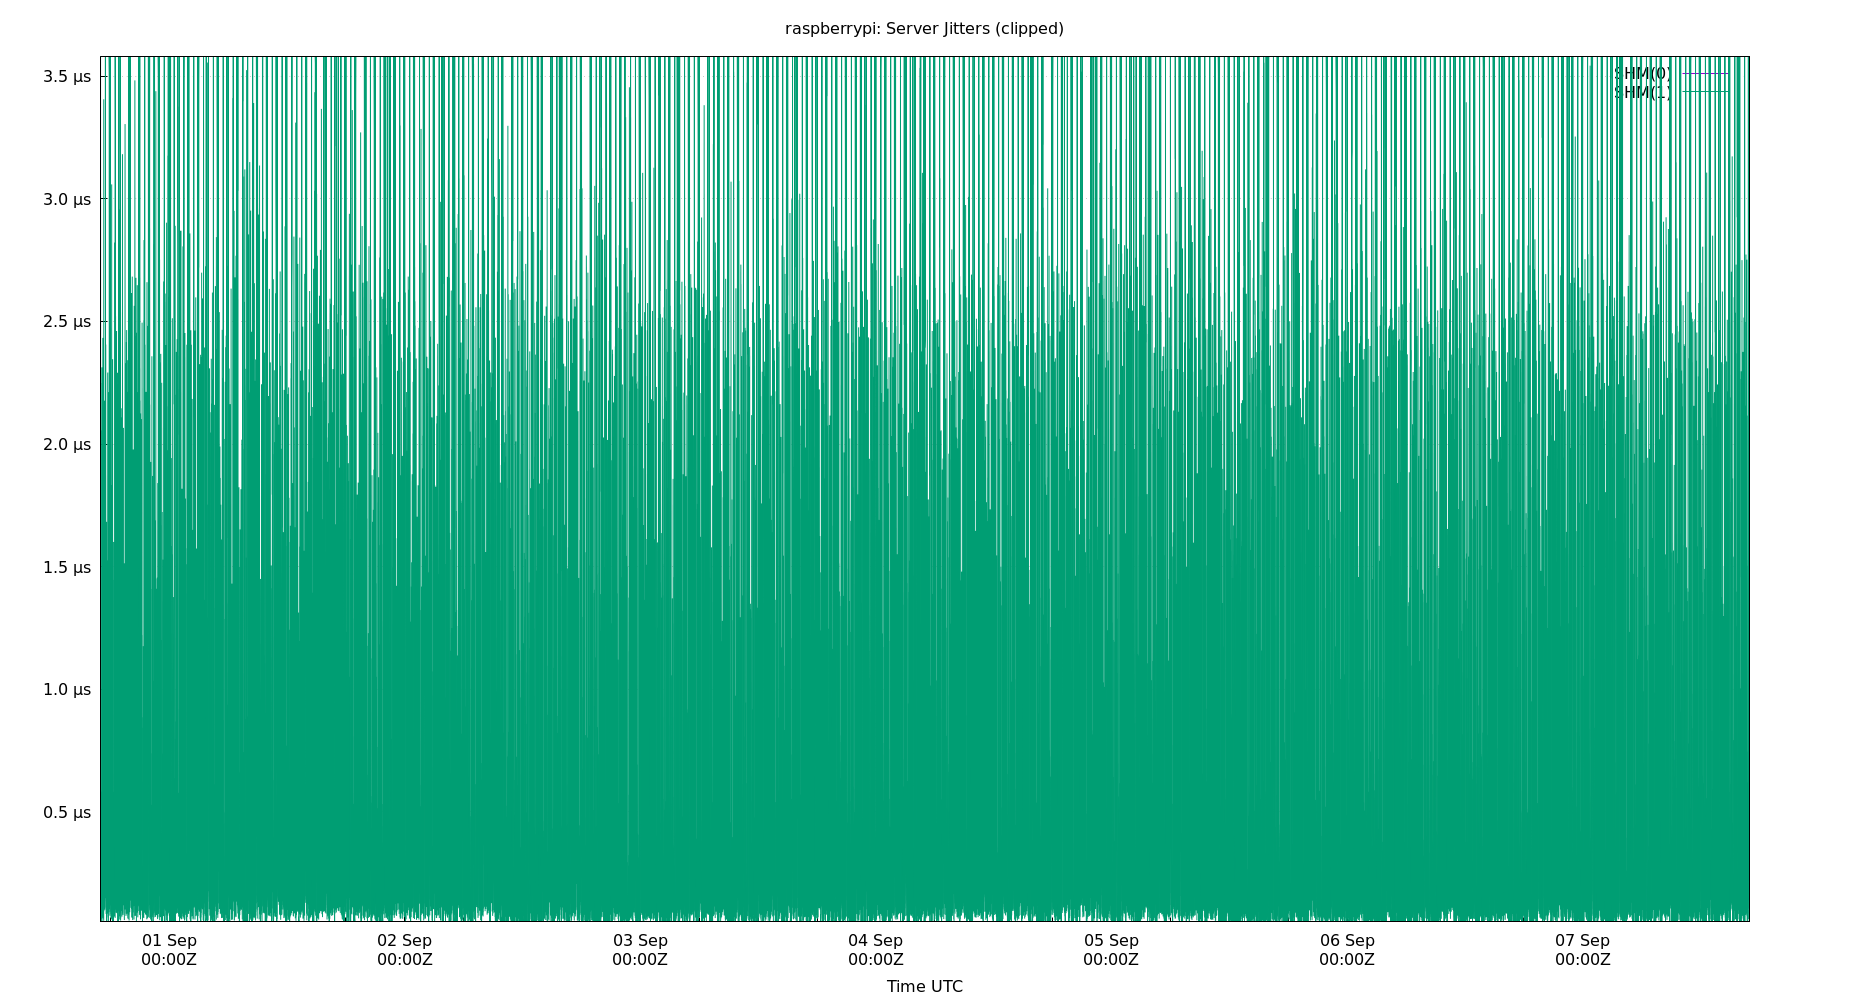 raspberrypi: Server Jitters (clipped)
SHM(0)
SHM(1)
3.5 µs
3.0 µs
2.5 µs
2.0 µs
1.5 µs
1.0 µs
0.5 µs
01 Sep 02 Sep 03 Sep 04 Sep 05 Sep 06 Sep 07 Sep
00:00Z 00:00Z 00:00Z 00:00Z 00:00Z 00:00Z 00:00Z
Time UTC